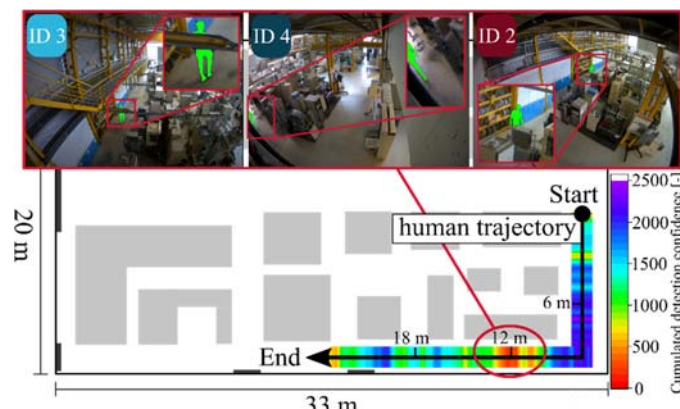 ID 3
ID 4
ID 2
20 m
Start
human trajectory
6 m
12 m
18 m
End
33 m
2500
2000
1500
1000
500
0
Cumulated detection confidence [-]